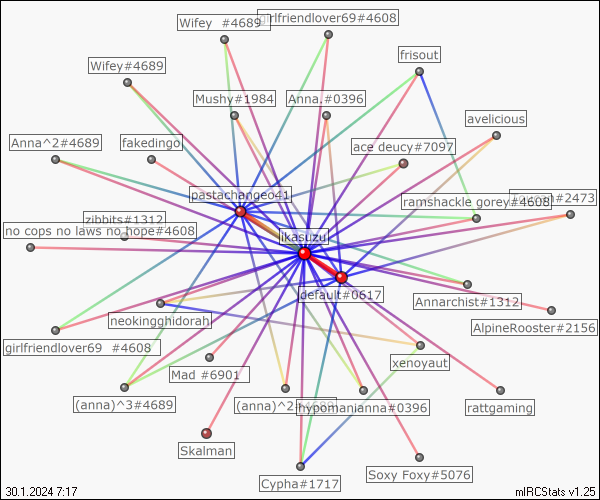 Wifey  #4689
girlfriendlover69#4608
frisout
Wifey#4689
Mushy#1984
Anna.#0396
avelicious
Anna^2#4689
fakedingo
ace deucy#7097
pastachangeo41
ramshackle gorey#4608
#2473
zibbits#1312
no cops no laws no hope#4608
ikasuzu
default#0617
Annarchist#1312
neokingghidorah
AlpineRooster#2156
girlfriendlover69  #4608
xenoyaut
Mad #6901
(anna)^3#4689
(anna)^2#4689
hypomanianna#0396
rattgaming
Skalman
Soxy Foxy#5076
Cypha#1717
30.1.2024 7:17
mIRCStats v1.25